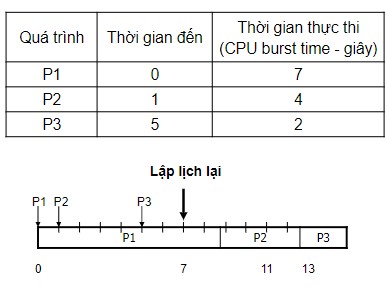 Quá trình Thời gian đến Thời gian thực thi
(CPU burst time - giây)
P1 0 7
P2 1 4
P3 5 2
Lập lịch lại
P1 P2 P3
P1 P2 P3
0 7 11 13